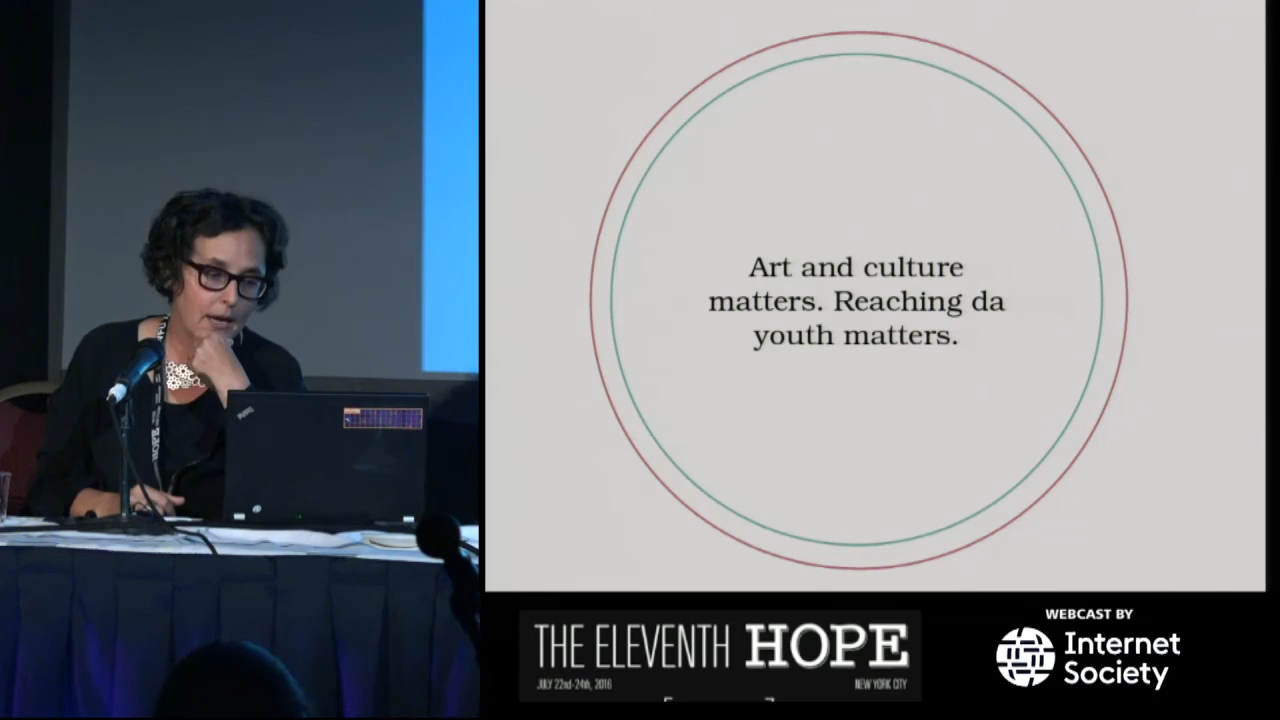 Art and culture
matters. Reaching da
youth matters.
HOPE
THE ELEVENTH HOPE
JULY 22nd-24th, 2016
NEW YORK CITY
WEBCAST BY
Internet
Society